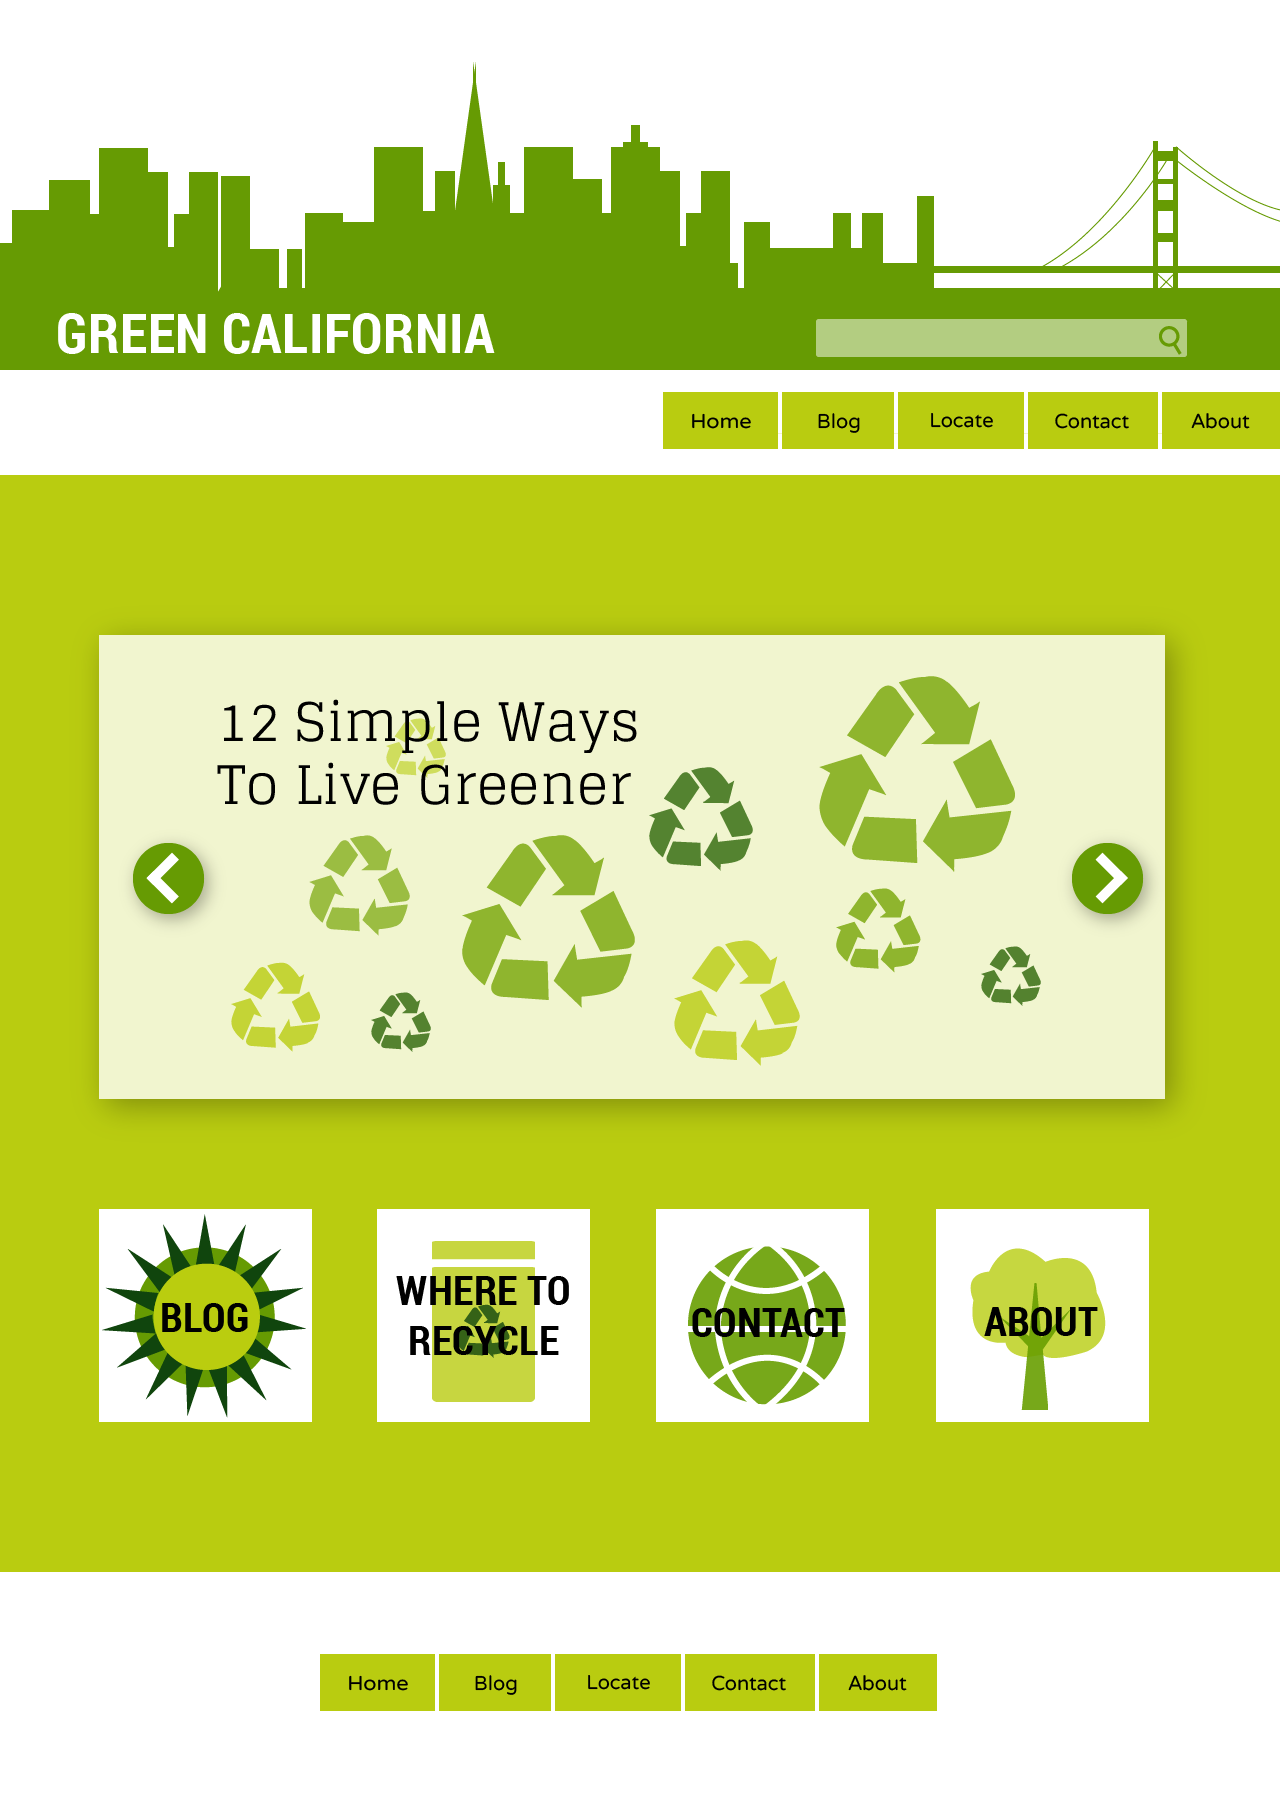 GREEN CALIFORNIA
Home Blog Locate Contact About
12 Simple Ways
To Live Greener
BLOG
WHERE TO
RECYCLE
CONTACT
ABOUT
Home Blog Locate Contact About